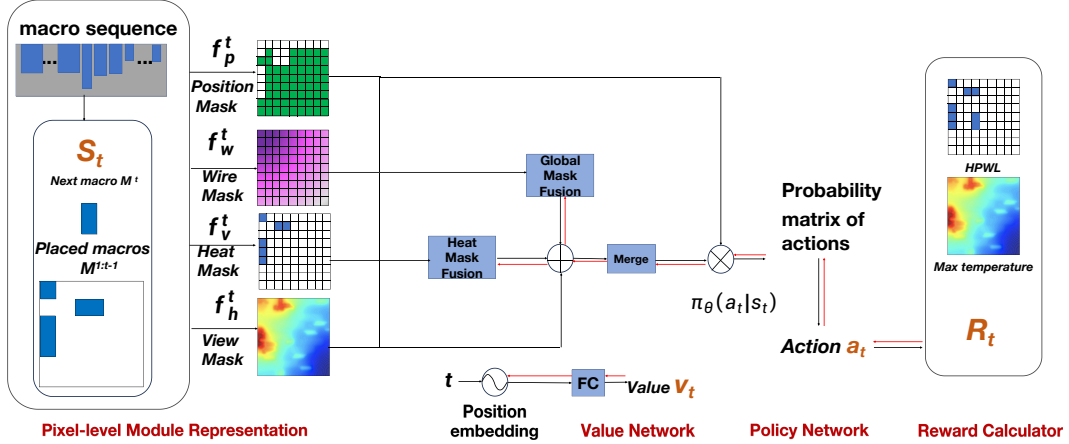 macro sequence
... ...
S_t
Next macro M^t
Placed macros
M^{1:t-1}
f_p^t
Position
Mask
f_w^t
Wire
Mask
f_v^t
Heat
Mask
f_h^t
View
Mask
Global
Mask
Fusion
Heat
Mask
Fusion
Merge
Probability
matrix of
actions
π_θ(a_t|s_t)
Action a_t
t
Position
embedding
FC
Value v_t
HPWL
Max temperature
R_t
Pixel-level Module Representation
Value Network
Policy Network
Reward Calculator